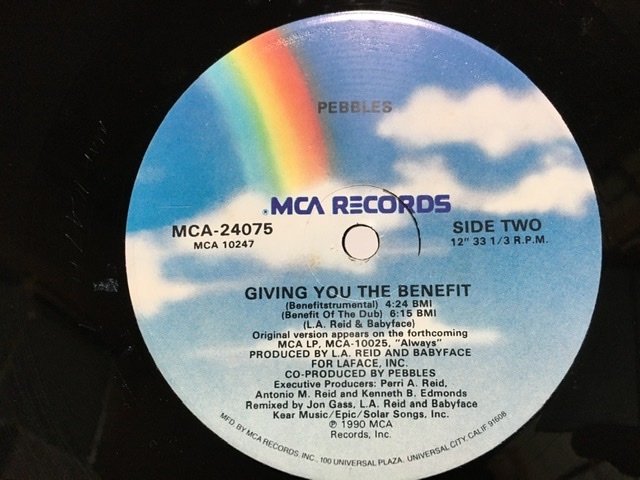 PEBBLES
MCA RECORDS
MCA-24075
MCA 10247
SIDE TWO
12" 33 1/3 R.P.M.
GIVING YOU THE BENEFIT
(Benefitstrumental) 4:24 BMI
(Benefit Of The Dub) 6:15 BMI
(L.A. Reid & Babyface)
Original version appears on the forthcoming
MCA LP, MCA-10025, "Always"
PRODUCED BY L.A. REID AND BABYFACE
FOR LAFACE, INC.
CO-PRODUCED BY PEBBLES
Executive Producers: Perri A. Reid,
Antonio M. Reid and Kenneth B. Edmonds
Remixed by Jon Gass, L.A. Reid and Babyface
Kear Music/Epic/Solar Songs, Inc.
℗ 1990 MCA
Records, Inc.
MFD. BY MCA RECORDS, INC., 100 UNIVERSAL PLAZA, UNIVERSAL CITY, CALIF. 91608